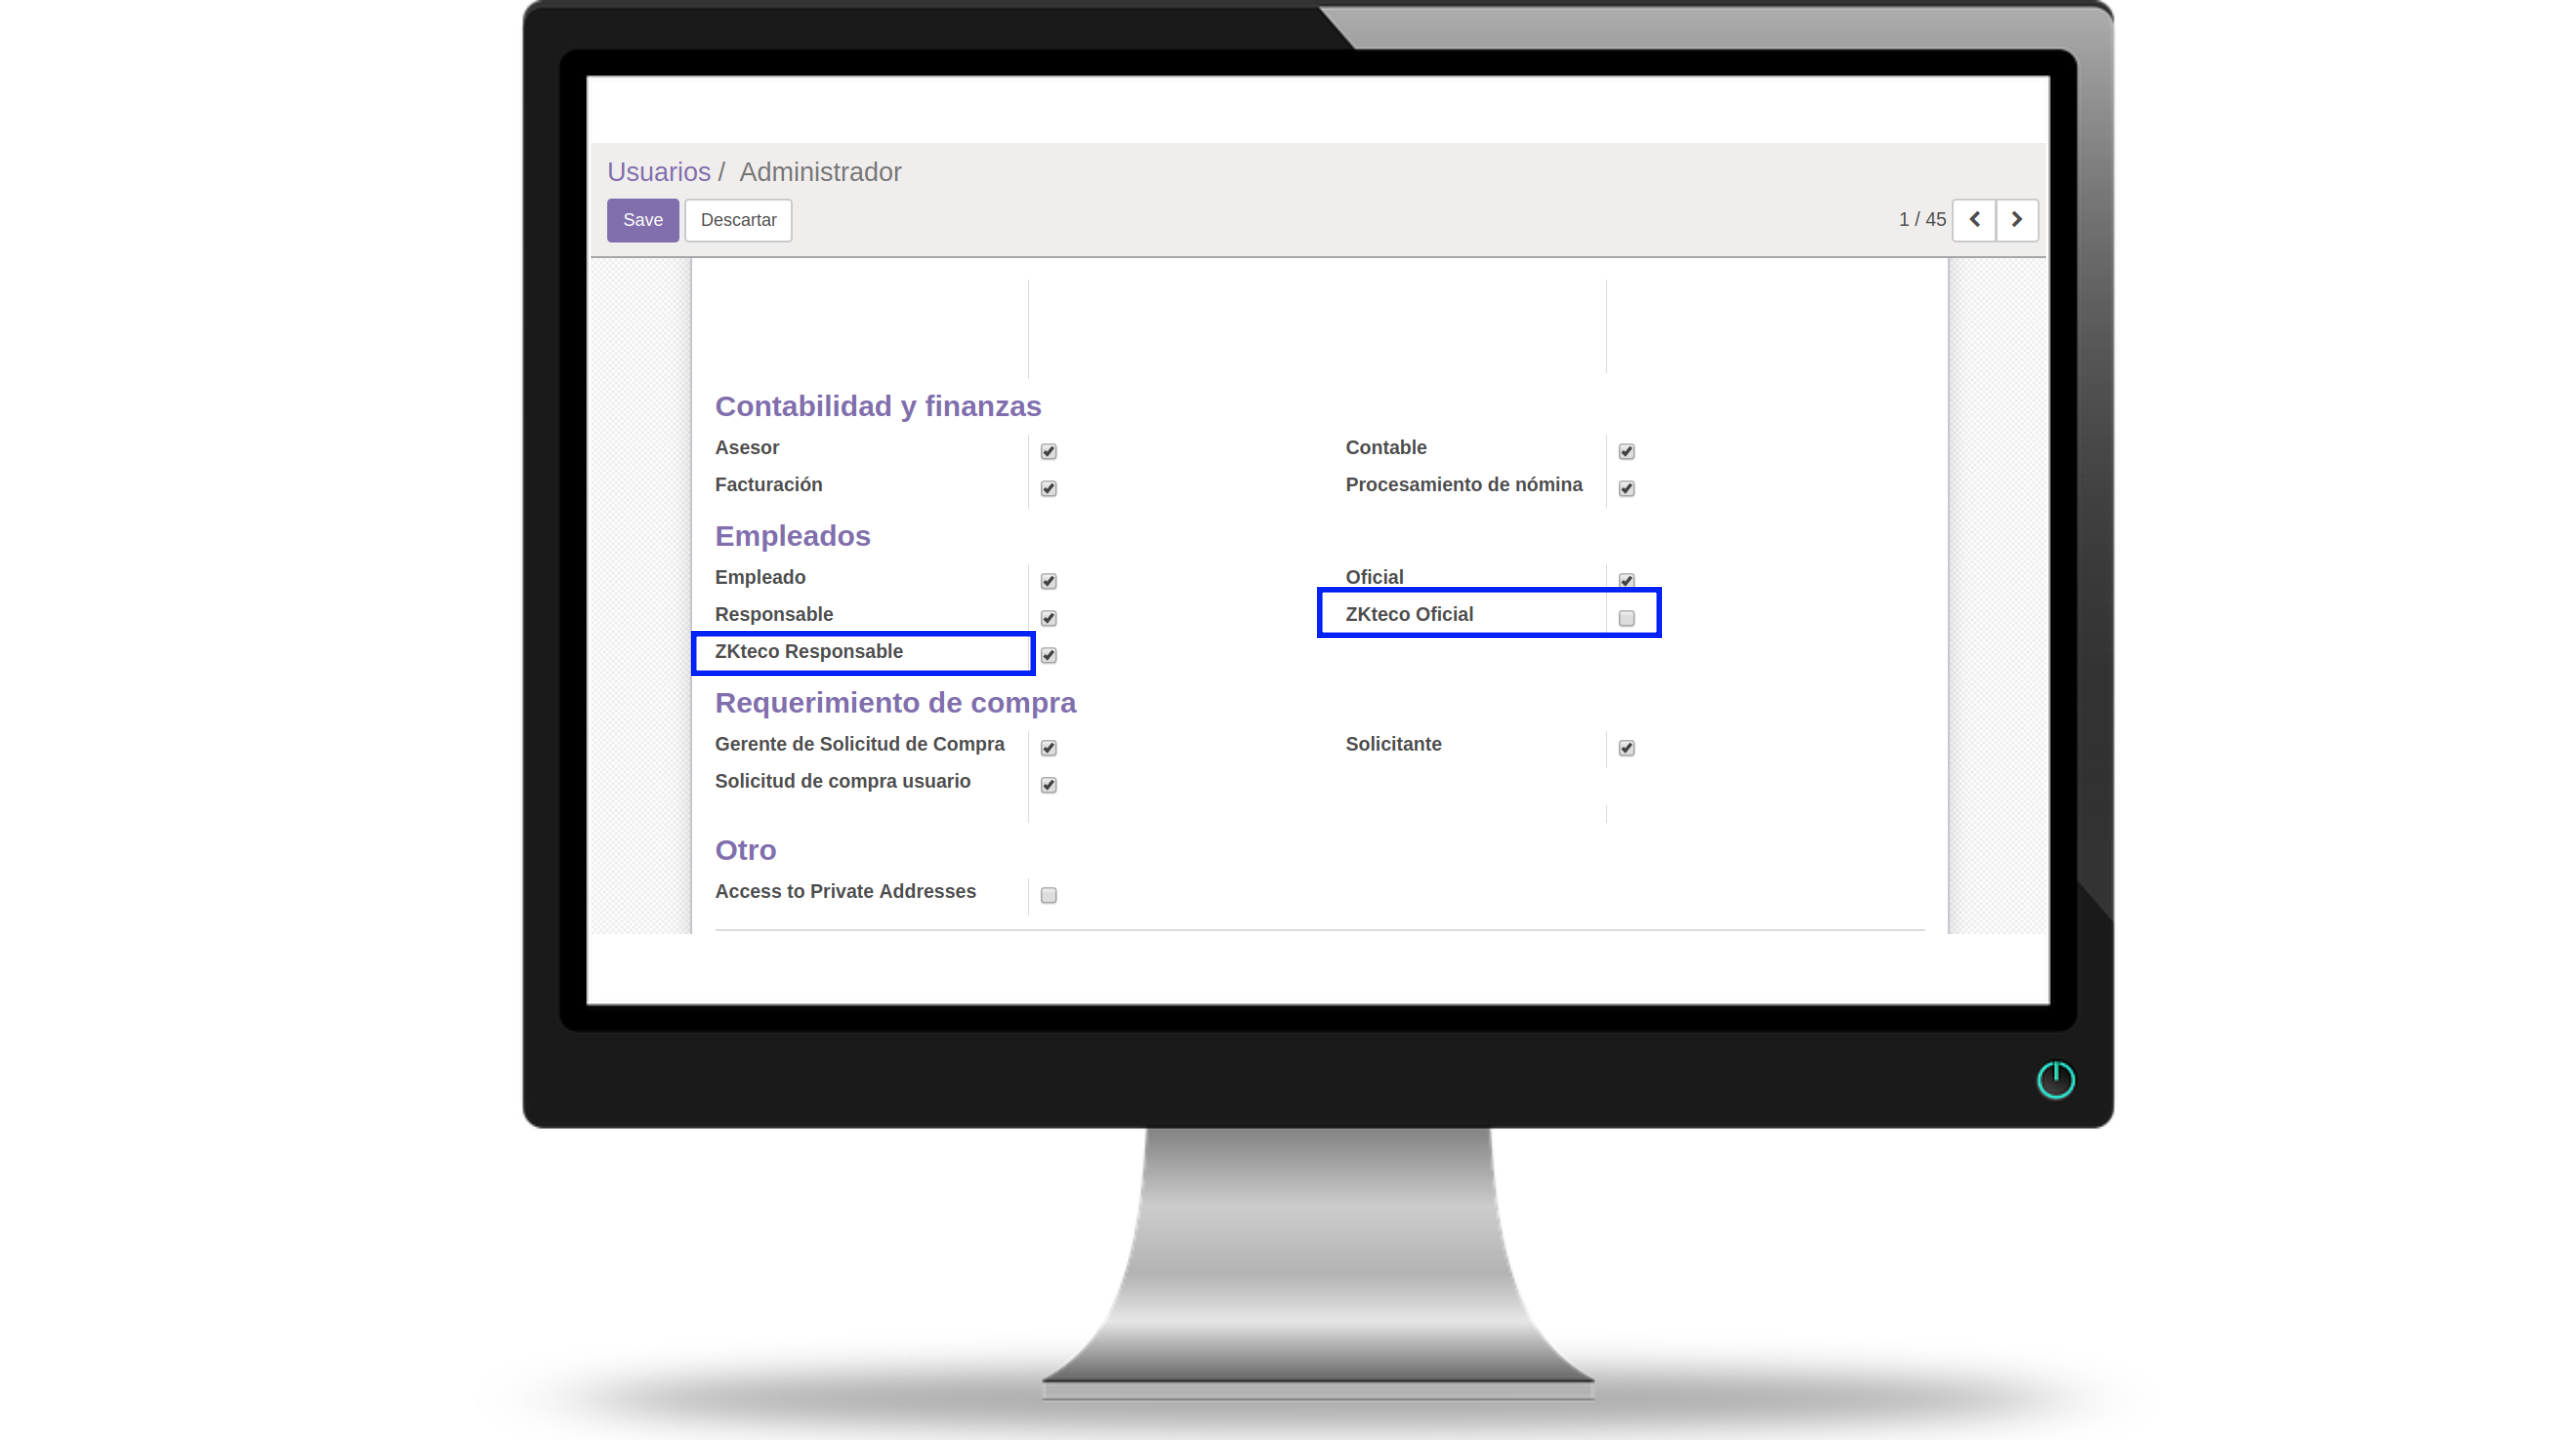 Usuarios / Administrador
Save Descartar 1 / 45
Contabilidad y finanzas
Asesor Contable
Facturación Procesamiento de nómina
Empleados
Empleado Oficial
Responsable ZKteco Oficial
ZKteco Responsable
Requerimiento de compra
Gerente de Solicitud de Compra Solicitante
Solicitud de compra usuario
Otro
Access to Private Addresses